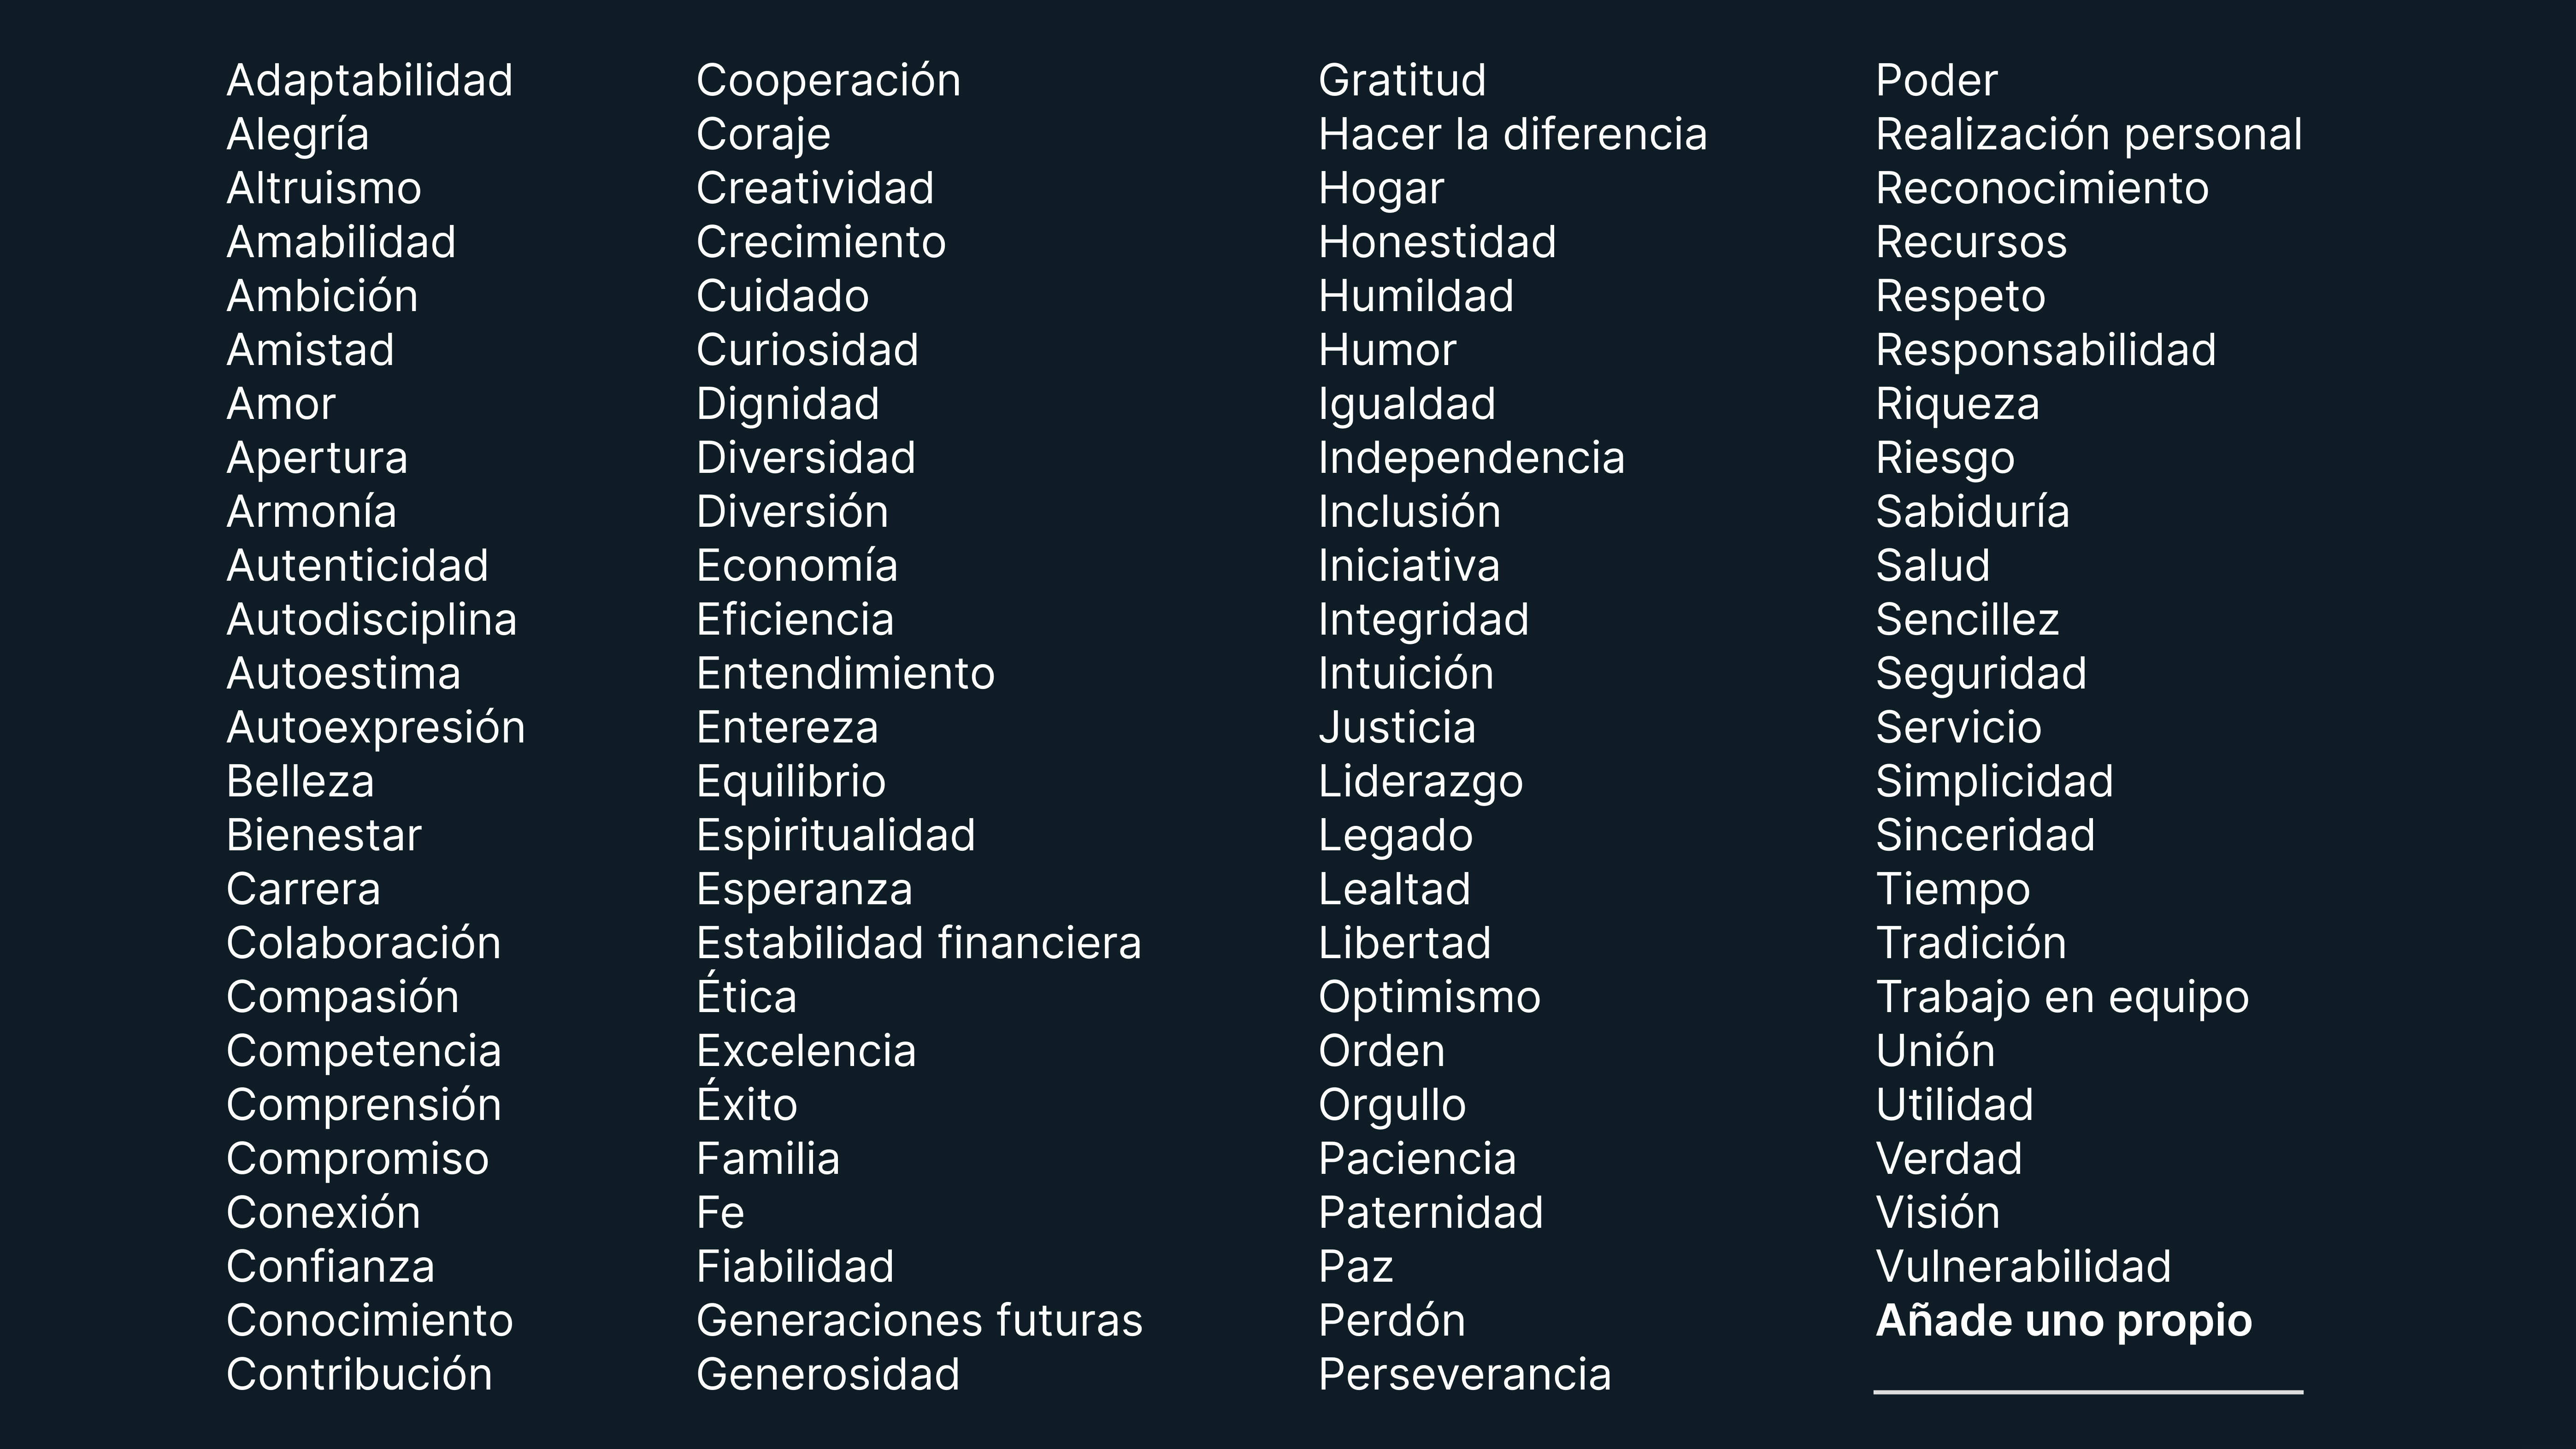 Adaptabilidad
Alegría
Altruismo
Amabilidad
Ambición
Amistad
Amor
Apertura
Armonía
Autenticidad
Autodisciplina
Autoestima
Autoexpresión
Belleza
Bienestar
Carrera
Colaboración
Compasión
Competencia
Comprensión
Compromiso
Conexión
Confianza
Conocimiento
Contribución
Cooperación
Coraje
Creatividad
Crecimiento
Cuidado
Curiosidad
Dignidad
Diversidad
Diversión
Economía
Eficiencia
Entendimiento
Entereza
Equilibrio
Espiritualidad
Esperanza
Estabilidad financiera
Ética
Excelencia
Éxito
Familia
Fe
Fiabilidad
Generaciones futuras
Generosidad
Gratitud
Hacer la diferencia
Hogar
Honestidad
Humildad
Humor
Igualdad
Independencia
Inclusión
Iniciativa
Integridad
Intuición
Justicia
Liderazgo
Legado
Lealtad
Libertad
Optimismo
Orden
Orgullo
Paciencia
Paternidad
Paz
Perdón
Perseverancia
Poder
Realización personal
Reconocimiento
Recursos
Respeto
Responsabilidad
Riqueza
Riesgo
Sabiduría
Salud
Sencillez
Seguridad
Servicio
Simplicidad
Sinceridad
Tiempo
Tradición
Trabajo en equipo
Unión
Utilidad
Verdad
Visión
Vulnerabilidad
Añade uno propio